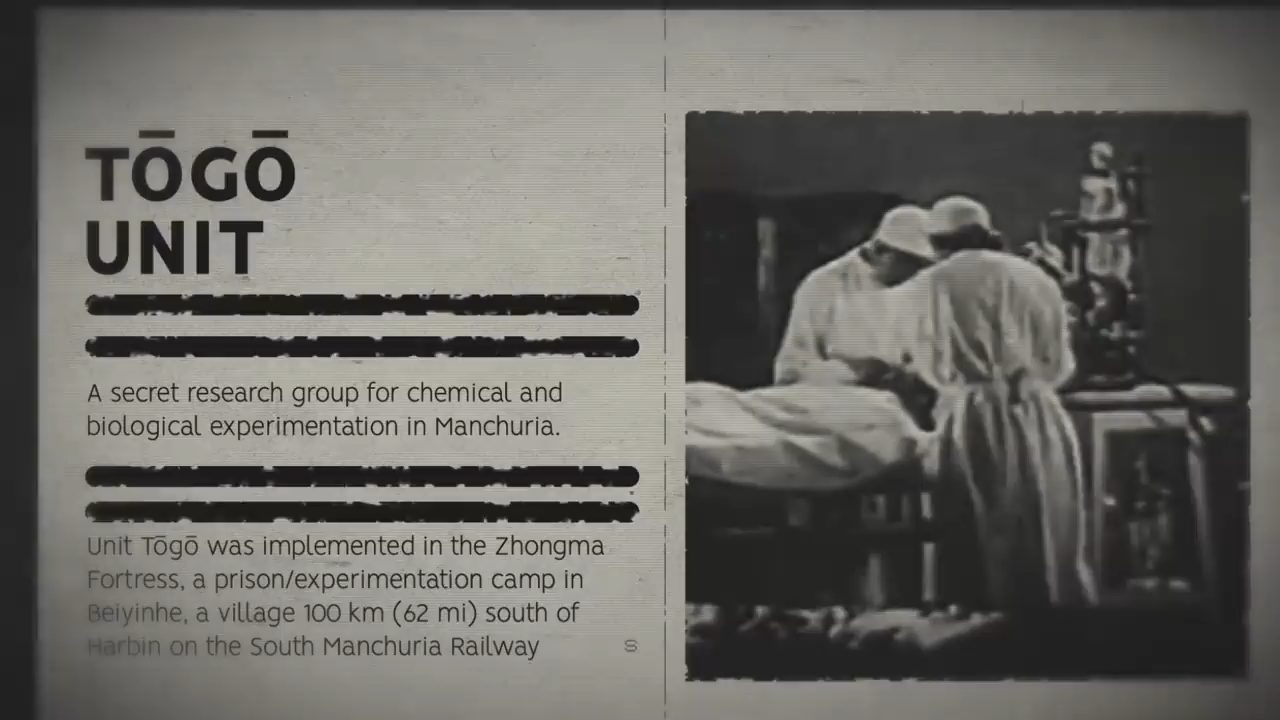 TŌGŌ
UNIT
A secret research group for chemical and
biological experimentation in Manchuria.
Unit Tōgō was implemented in the Zhongma
Fortress, a prison/experimentation camp in
Beiyinhe, a village 100 km (62 mi) south of
Harbin on the South Manchuria Railway
S